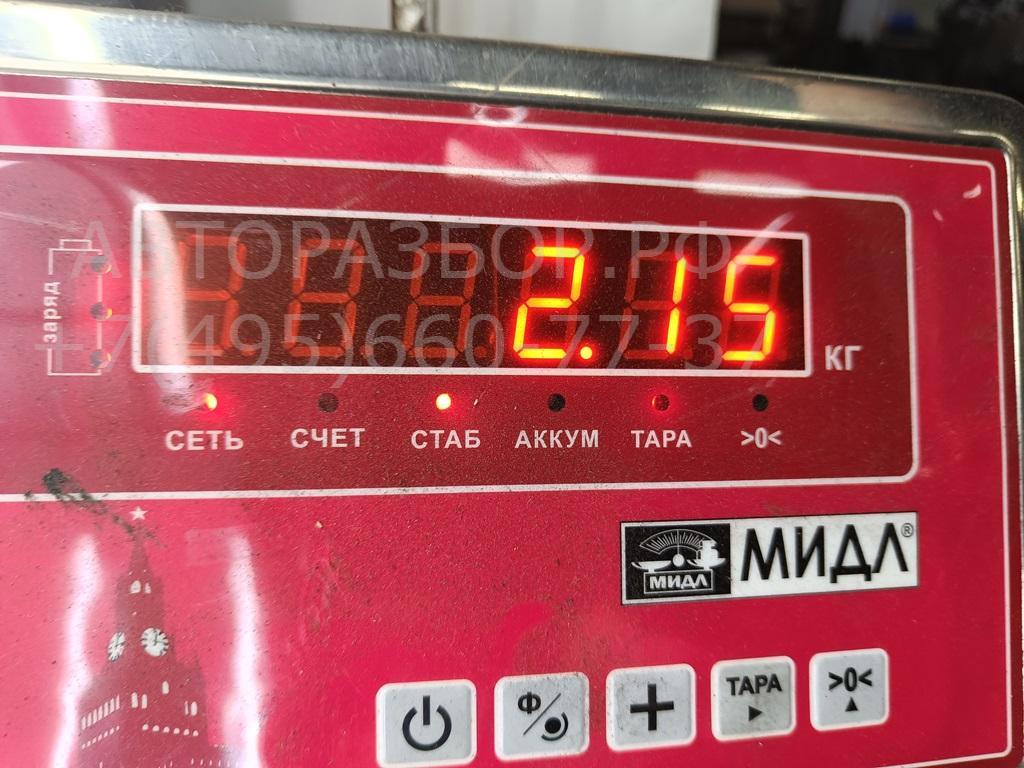 АВТОРАЗБОР.РФ
+7(495)660-77-37
заряд
2.15
КГ
СЕТЬ СЧЕТ СТАБ АККУМ ТАРА >0<
МИДЛ
МИДЛ®
Ф
ТАРА
>0<